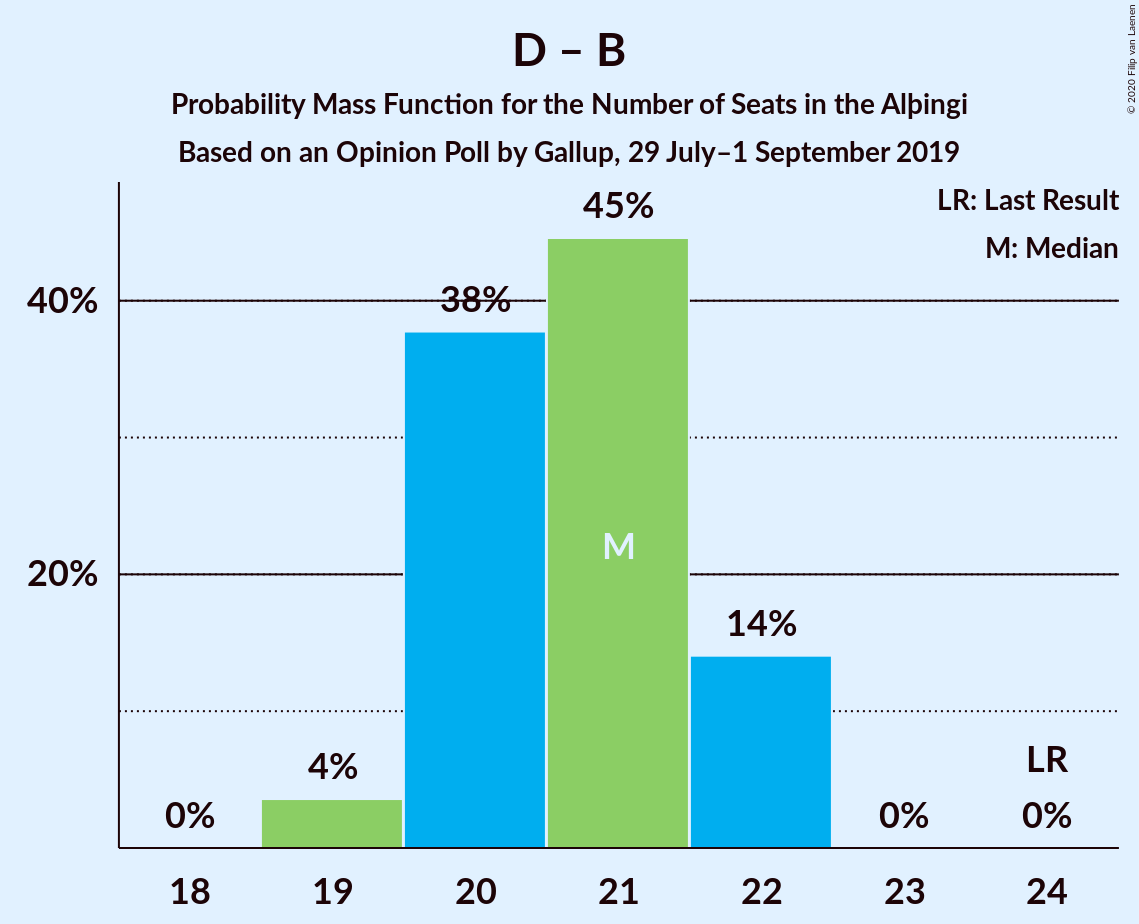 D – B
Probability Mass Function for the Number of Seats in the Alþingi
Based on an Opinion Poll by Gallup, 29 July–1 September 2019
© 2020 Filip van Laenen
LR: Last Result
M: Median
40%
20%
0%
4%
38%
45%
M
14%
0%
LR
0%
18
19
20
21
22
23
24